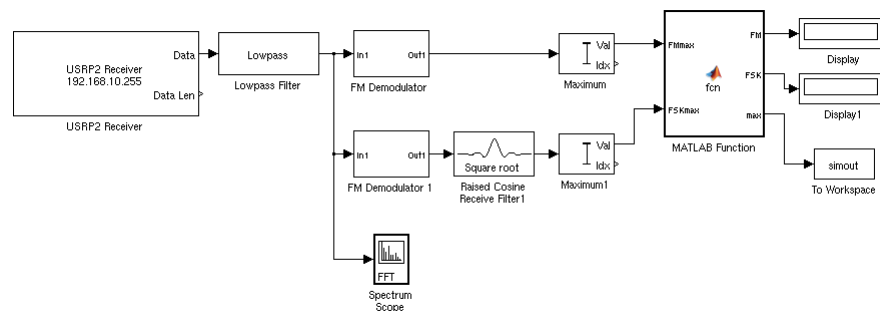 USRP2 Receiver
192.168.10.255
Data
Data Len
USRP2 Receiver
Lowpass
Lowpass Filter
In1
Out1
FM Demodulator
Val
Idx
Maximum
FMmax
FSKmax
fcn
FM
FSK
max
MATLAB Function
Display
Display1
simout
To Workspace
In1
Out1
FM Demodulator 1
Square root
Raised Cosine
Receive Filter1
Val
Idx
Maximum1
FFT
Spectrum
Scope